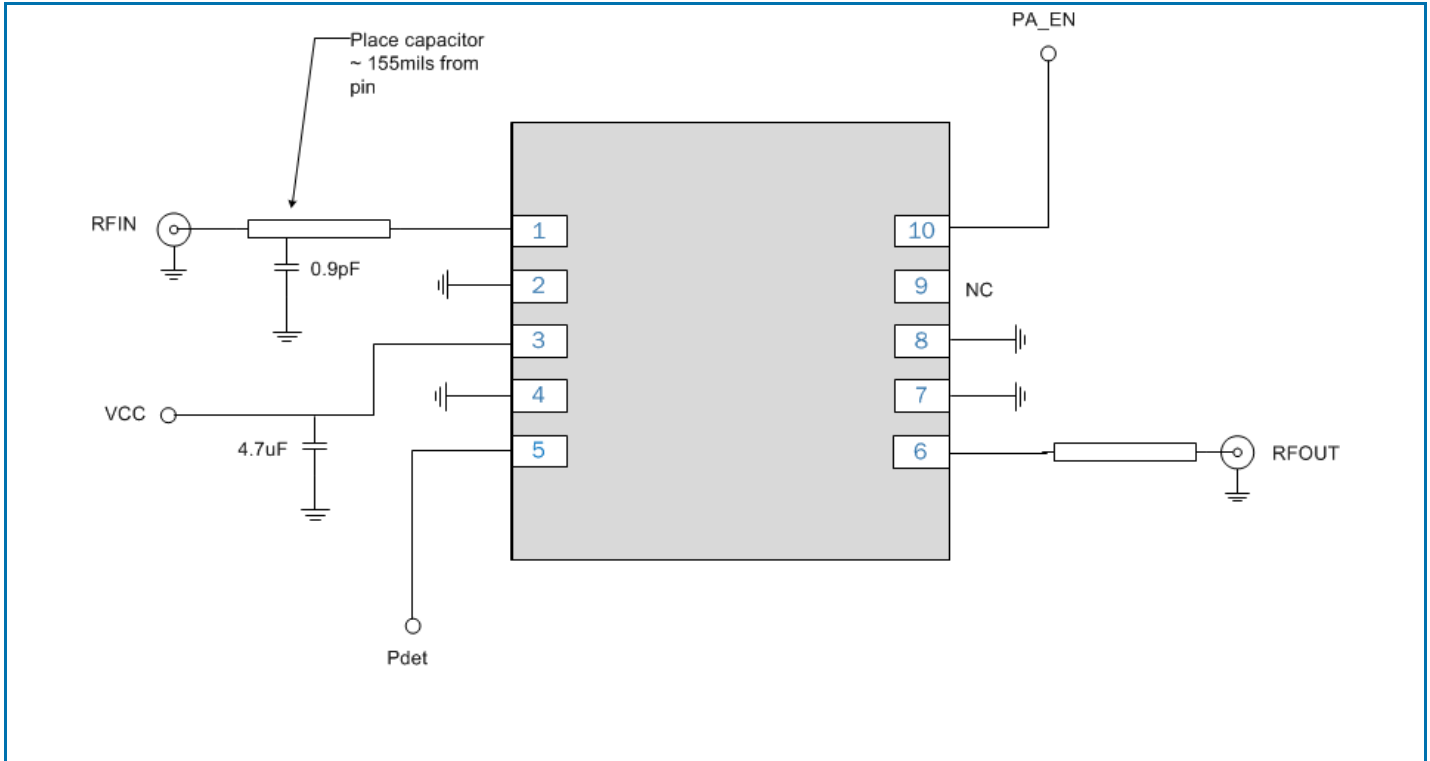 PA_EN
Place capacitor
~ 155mils from
pin
RFIN
0.9pF
1
10
2
9
NC
3
8
VCC
4.7uF
4
7
5
6
RFOUT
Pdet